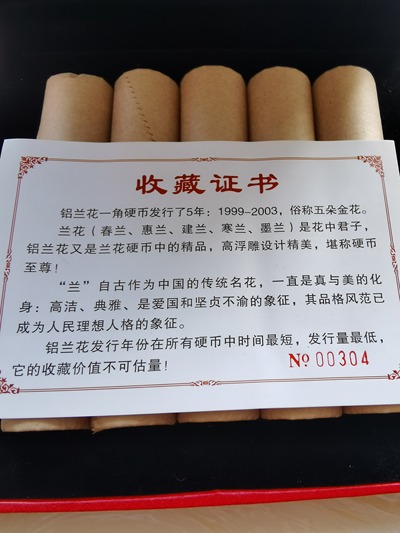 收藏证书
铝兰花一角硬币发行了5年：1999-2003，俗称五朵金花。
兰花（春兰、惠兰、建兰、寒兰、墨兰）是花中君子，
铝兰花又是兰花硬币中的精品，高浮雕设计精美，堪称硬币
至尊！
“兰”自古作为中国的传统名花，一直是真与美的化
身：高洁、典雅、是爱国和坚贞不渝的象征，其品格风范已
成为人民理想人格的象征。
铝兰花发行年份在所有硬币中时间最短，发行量最低，
它的收藏价值不可估量！
№ 00304